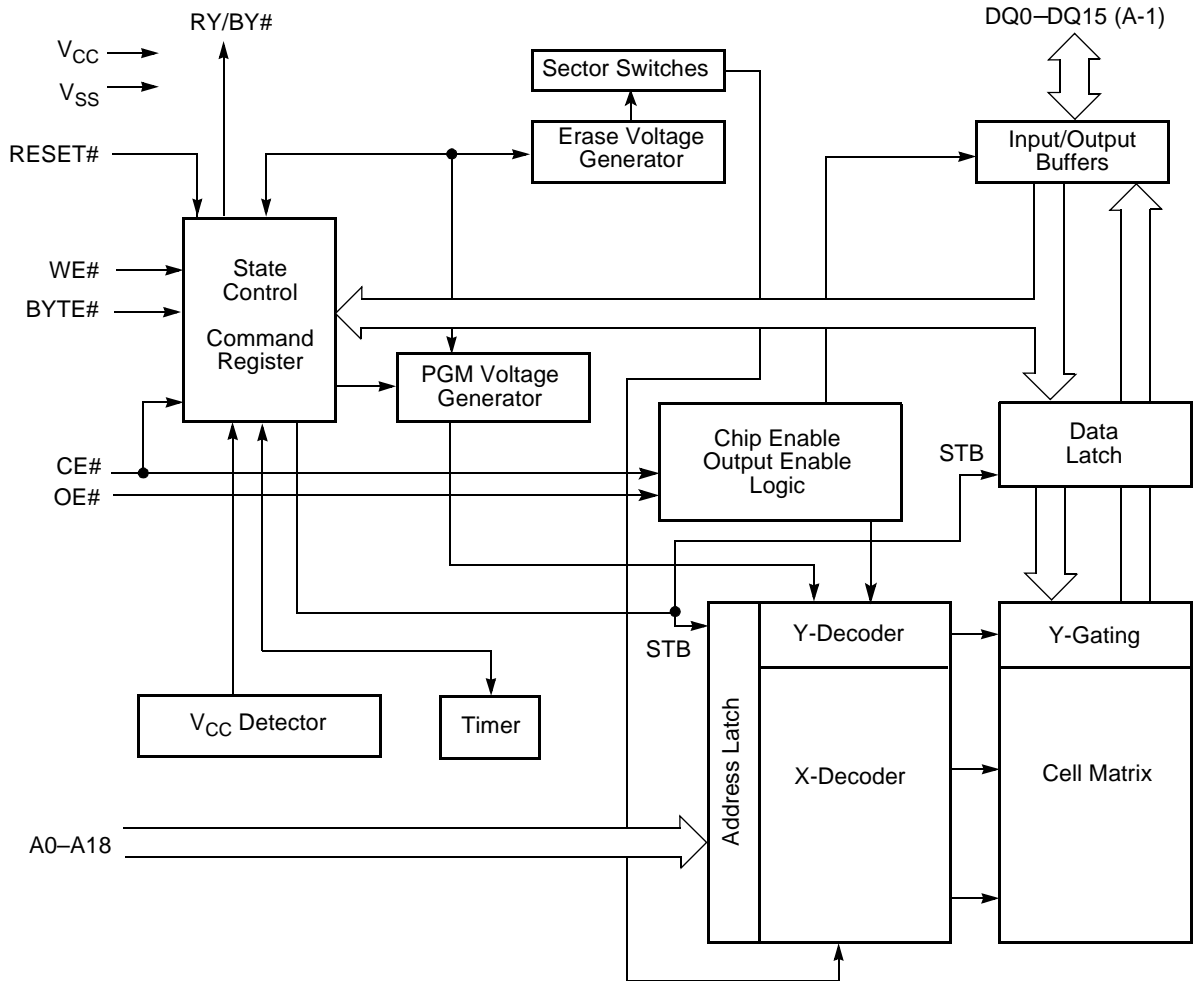 RY/BY#
DQ0–DQ15 (A-1)
VCC
VSS
Sector Switches
Erase Voltage
Generator
RESET#
Input/Output
Buffers
WE#
BYTE#
State
Control
Command
Register
PGM Voltage
Generator
Chip Enable
Output Enable
Logic
STB
Data
Latch
CE#
OE#
STB
Y-Decoder
Y-Gating
VCC Detector
Timer
Address Latch
X-Decoder
Cell Matrix
A0–A18